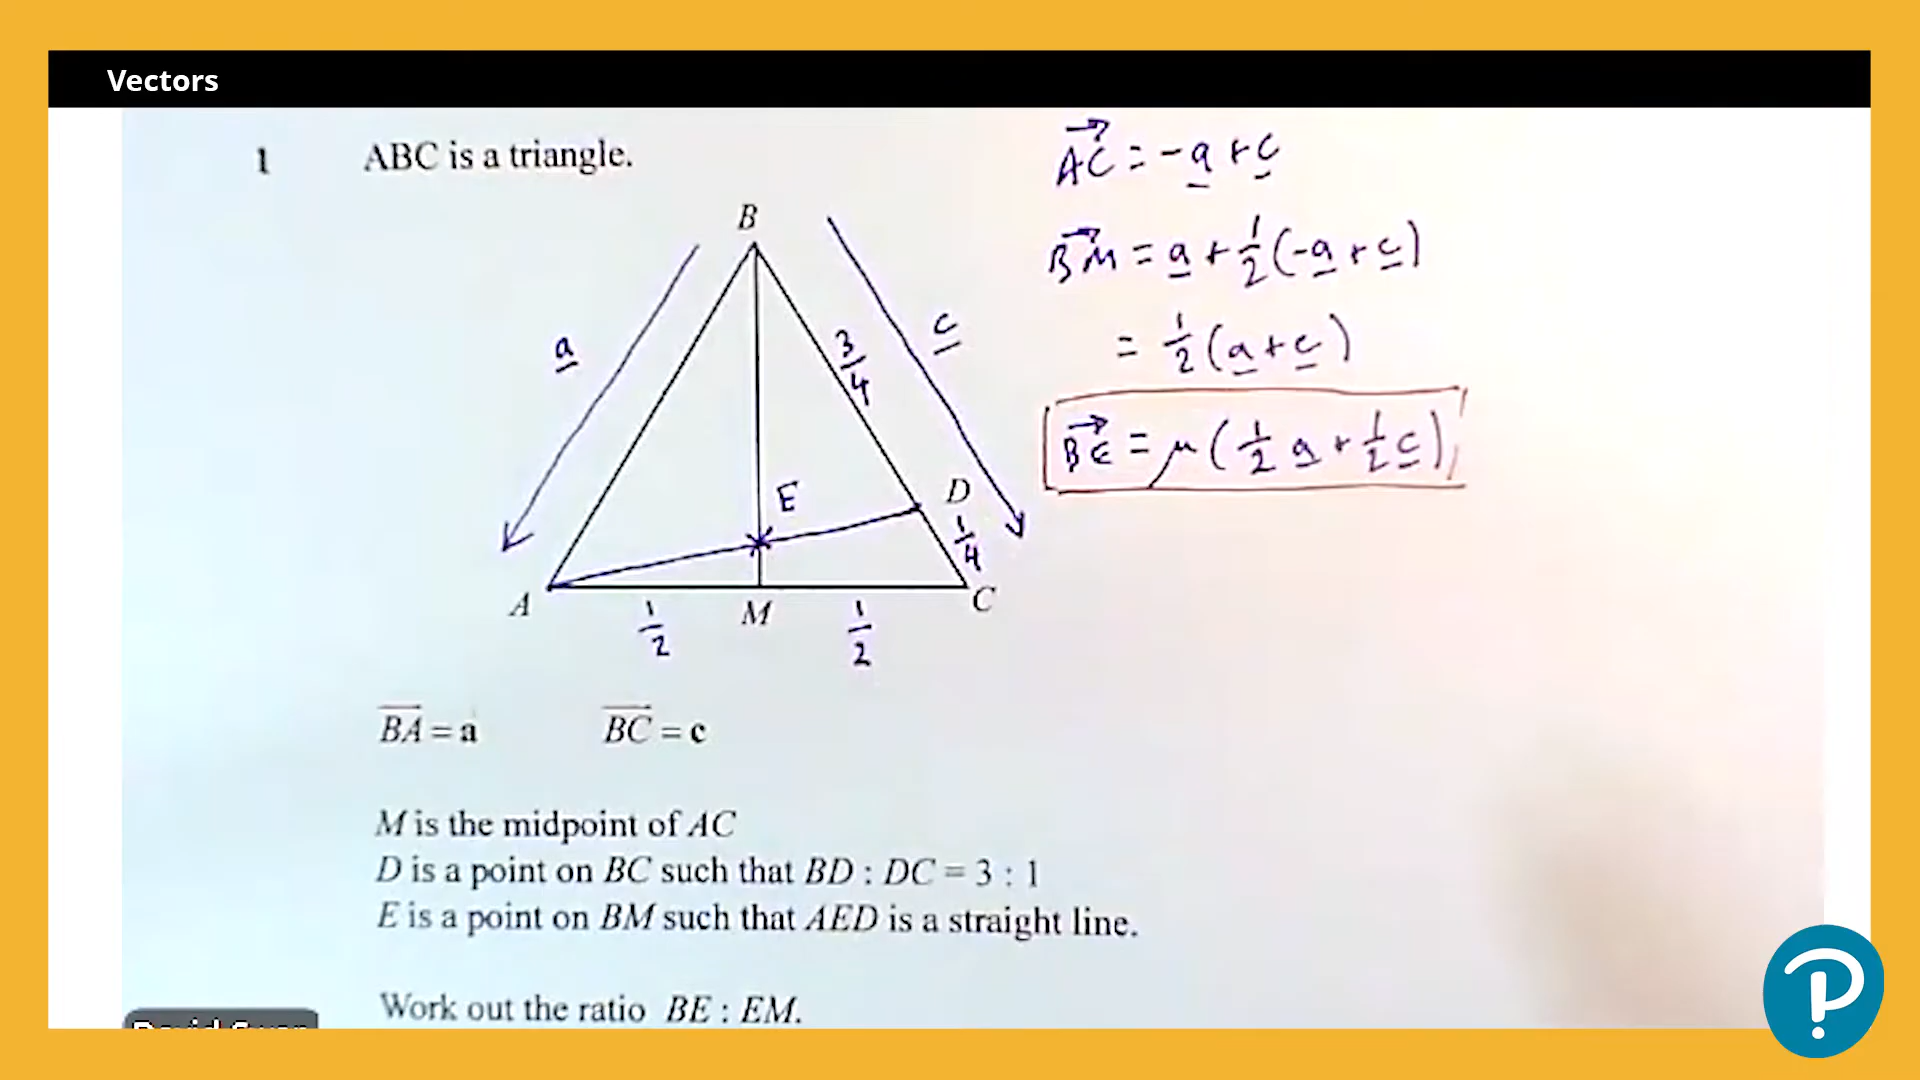 Vectors
1 ABC is a triangle.
B
a
c
3/4
E
D
1/4
A
M
C
1/2
1/2
AC→ = -a + c
BM→ = a + 1/2(-a + c)
= 1/2(a + c)
BE→ = μ(1/2 a + 1/2 c)
BA→ = a BC→ = c
M is the midpoint of AC
D is a point on BC such that BD : DC = 3 : 1
E is a point on BM such that AED is a straight line.
Work out the ratio BE : EM.